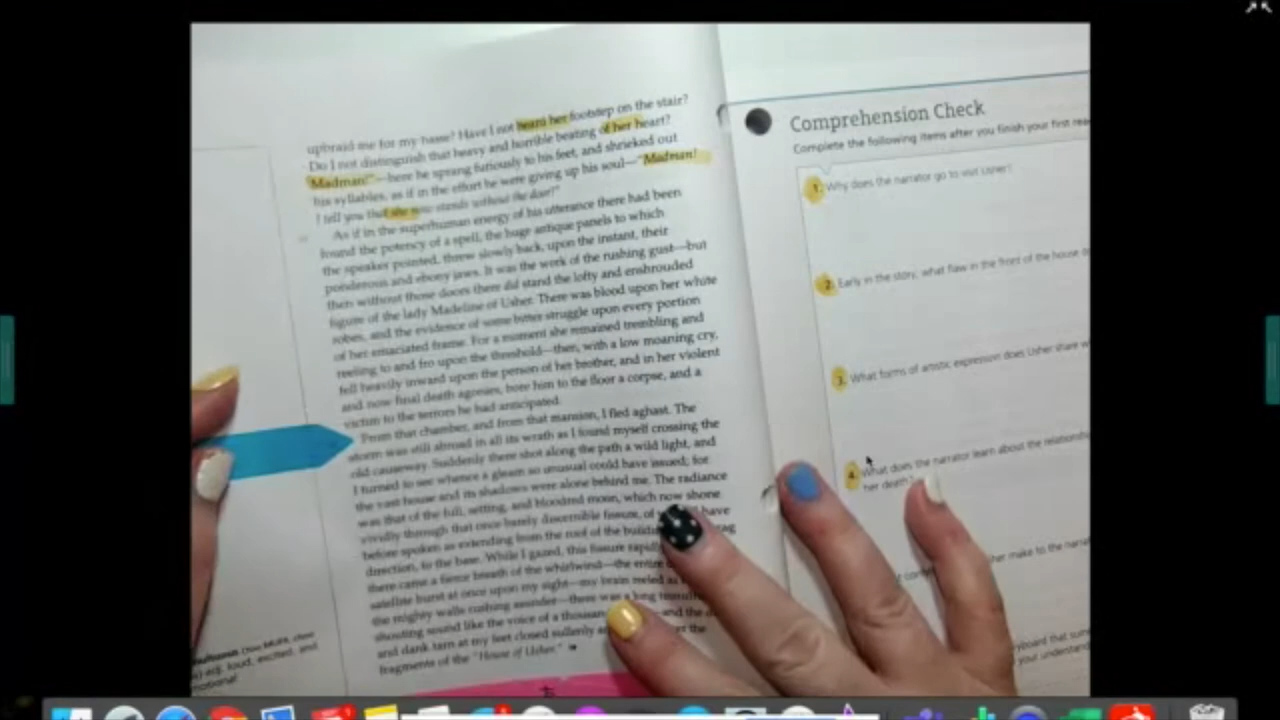 upbraid me for my haste? Have I not heard her footstep on the stair?
Do I not distinguish that heavy and horrible beating of her heart?
Madman!"—here he sprang furiously to his feet, and shrieked out
his syllables, as if in the effort he were giving up his soul—"Madman!
I tell you that she now stands without the door!"
As if in the superhuman energy of his utterance there had been
found the potency of a spell, the huge antique panels to which
the speaker pointed, threw slowly back, upon the instant, their
ponderous and ebony jaws. It was the work of the rushing gust—but
then without those doors there did stand the lofty and enshrouded
figure of the lady Madeline of Usher. There was blood upon her white
robes, and the evidence of some bitter struggle upon every portion
of her emaciated frame. For a moment she remained trembling and
reeling to and fro upon the threshold—then, with a low moaning cry,
fell heavily inward upon the person of her brother, and in her violent
and now final death agonies, bore him to the floor a corpse, and a
victim to the terrors he had anticipated.
From that chamber, and from that mansion, I fled aghast. The
storm was still abroad in all its wrath as I found myself crossing the
old causeway. Suddenly there shot along the path a wild light, and
I turned to see whence a gleam so unusual could have issued; for
the vast house and its shadows were alone behind me. The radiance
was that of the full, setting, and bloodred moon, which now shone
vividly through that once barely discernible fissure, of have
before spoken as extending from the roof of the
direction, to the base. While I gazed, this fissure
there came a fierce breath of the whirlwind—the entire
satellite burst at once upon my sight—my brain reeled as
the mighty walls rushing asunder—there was a long
shouting sound like the voice of a thousand and the
and dank tarn at my feet closed sullenly the
fragments of the "House of Usher."
adj. loud, excited, and
Comprehension Check
Complete the following items after you finish your first
1. Why does the narrator go to visit Usher?
2. Early in the story, what flaw in the front of the house
3. What forms of artistic expression does Usher share
4. What does the narrator learn about the
her death?
make to the
that
your